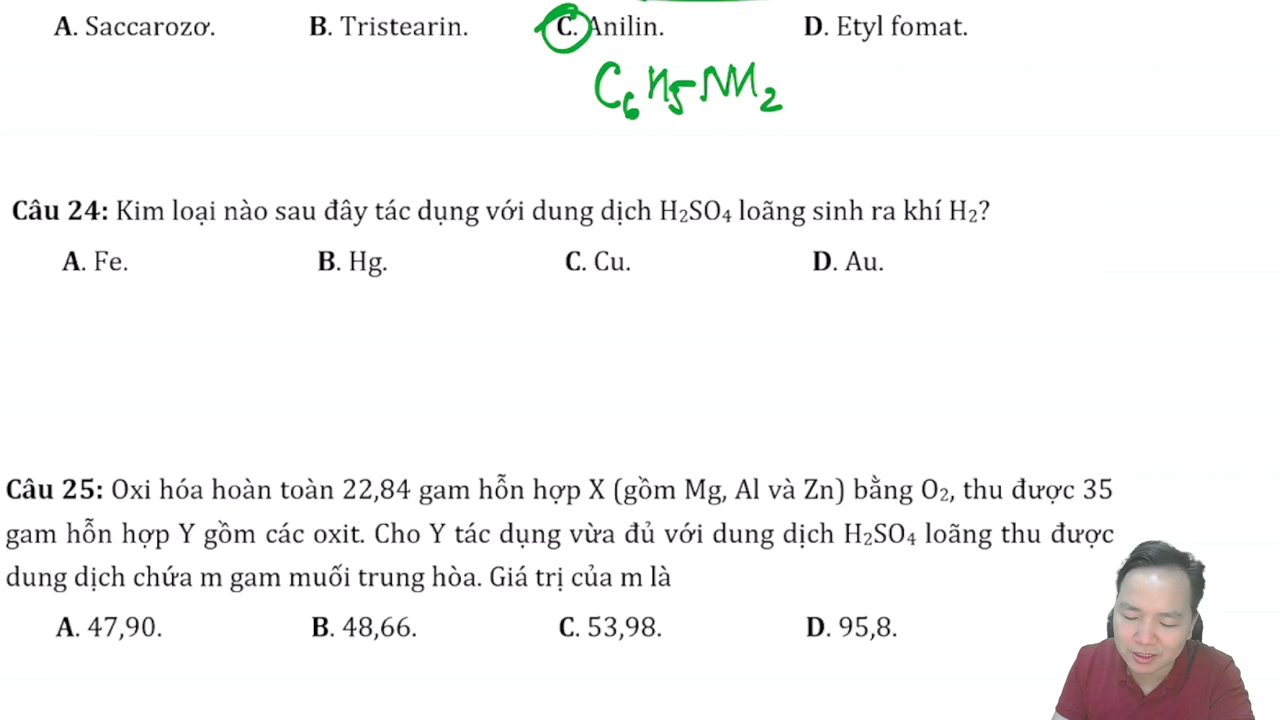 A. Saccarozơ. B. Tristearin. C. Anilin. D. Etyl fomat.
C₆H₅NH₂
Câu 24: Kim loại nào sau đây tác dụng với dung dịch H₂SO₄ loãng sinh ra khí H₂?
A. Fe. B. Hg. C. Cu. D. Au.
Câu 25: Oxi hóa hoàn toàn 22,84 gam hỗn hợp X (gồm Mg, Al và Zn) bằng O₂, thu được 35
gam hỗn hợp Y gồm các oxit. Cho Y tác dụng vừa đủ với dung dịch H₂SO₄ loãng thu được
dung dịch chứa m gam muối trung hòa. Giá trị của m là
A. 47,90. B. 48,66. C. 53,98. D. 95,8.